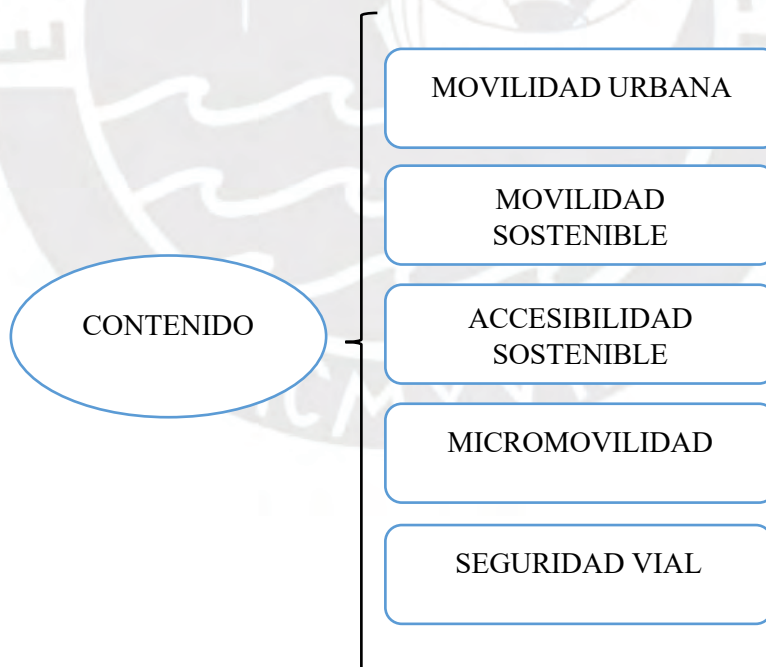 MOVILIDAD URBANA
MOVILIDAD
SOSTENIBLE
CONTENIDO
ACCESIBILIDAD
SOSTENIBLE
MICROMOVILIDAD
SEGURIDAD VIAL